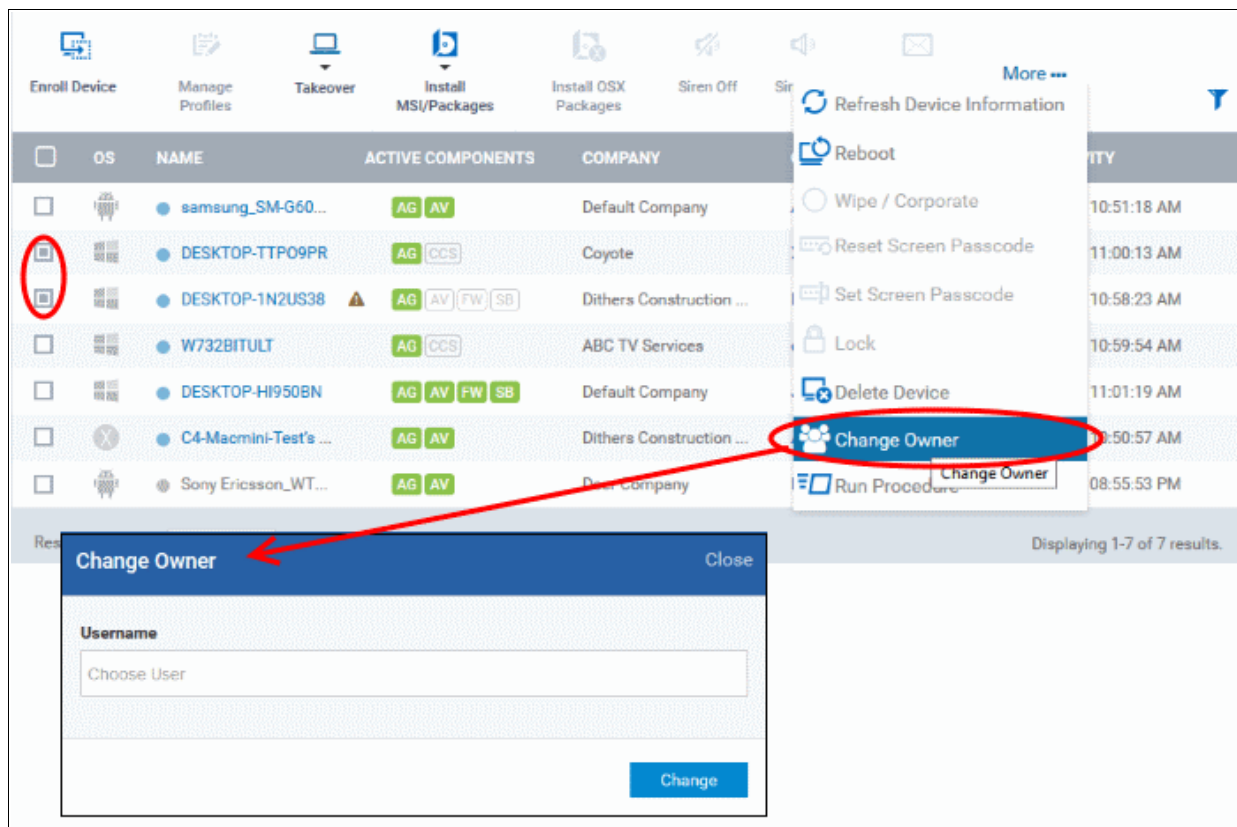 Enroll Device
Manage Profiles
Takeover
Install MSI/Packages
Install OSX Packages
Siren Off
More
Refresh Device Information
Reboot
Wipe / Corporate
Reset Screen Passcode
Set Screen Passcode
Lock
Delete Device
Change Owner
Change Owner
Run Procedure
OS NAME ACTIVE COMPONENTS COMPANY
samsung_SM-G60... AG AV Default Company 10:51:18 AM
DESKTOP-TTPO9PR AG CCS Coyote 11:00:13 AM
DESKTOP-1N2US38 AG AV FW SB Dithers Construction ... 10:58:23 AM
W732BITULT AG CCS ABC TV Services 10:59:54 AM
DESKTOP-HI950BN AG AV FW SB Default Company 11:01:19 AM
C4-Macmini-Test's ... AG AV Dithers Construction ... 10:50:57 AM
Sony Ericsson_WT... AG AV Deer Company 08:55:53 PM
Displaying 1-7 of 7 results.
Change Owner Close
Username
Choose User
Change